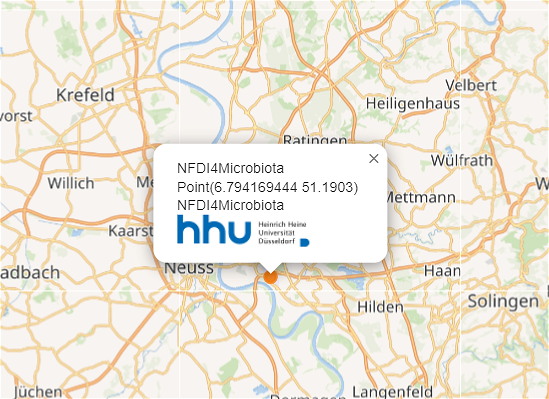 Velbert
Krefeld
Heiligenhaus
vorst
Ratingen
Wülfrath
NFDI4Microbiota
Point(6.794169444 51.1903)
NFDI4Microbiota
hhu Heinrich Heine
Universität
Düsseldorf
Willich
Me
Mettmann
Kaarst
adbach
Neuss
Haan
Solingen
Hilden
Jüchen
Dormagen
Langenfeld